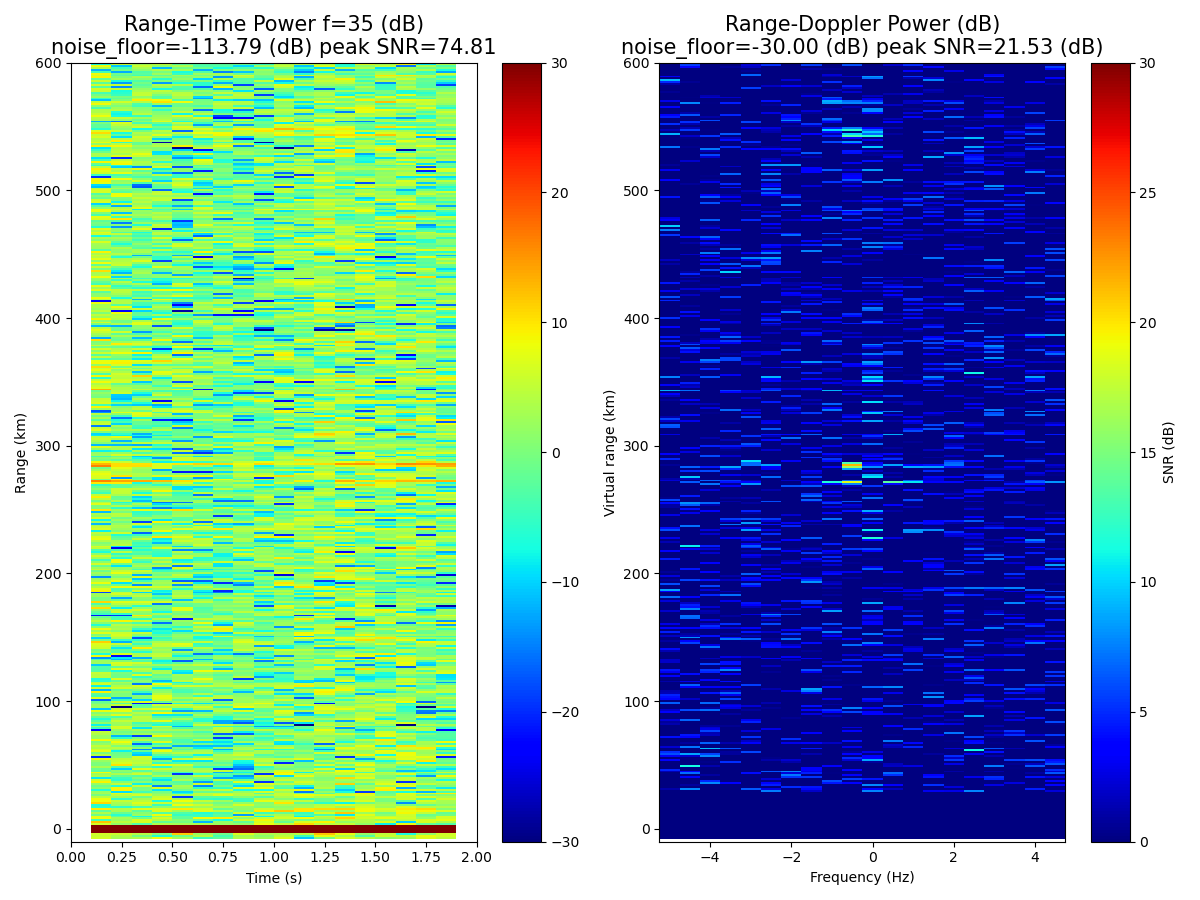 Range-Time Power f=35 (dB)
noise_floor=-113.79 (dB) peak SNR=74.81
Range-Doppler Power (dB)
noise_floor=-30.00 (dB) peak SNR=21.53 (dB)
600
500
400
300
200
100
0
Range (km)
0.00 0.25 0.50 0.75 1.00 1.25 1.50 1.75 2.00
Time (s)
30
20
10
0
−10
−20
−30
600
500
400
300
200
100
0
Virtual range (km)
−4 −2 0 2 4
Frequency (Hz)
30
25
20
15
10
5
0
SNR (dB)